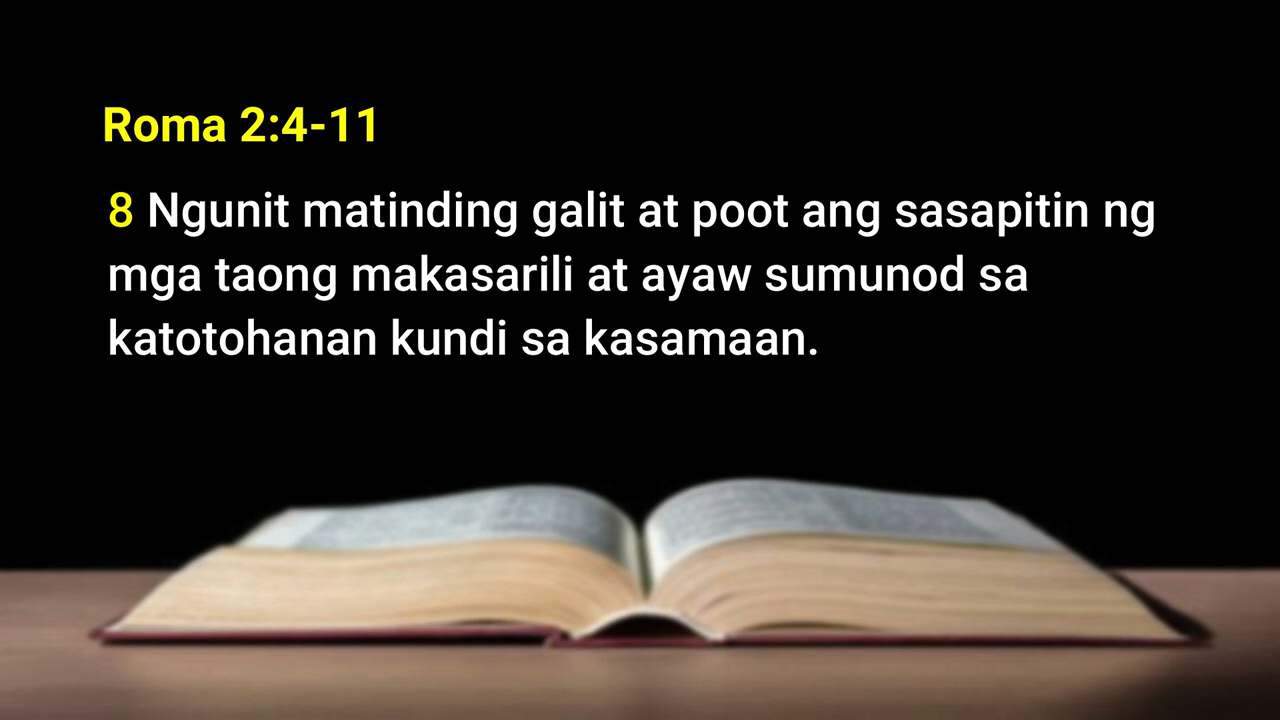 Roma 2:4-11
8 Ngunit matinding galit at poot ang sasapitin ng
mga taong makasarili at ayaw sumunod sa
katotohanan kundi sa kasamaan.